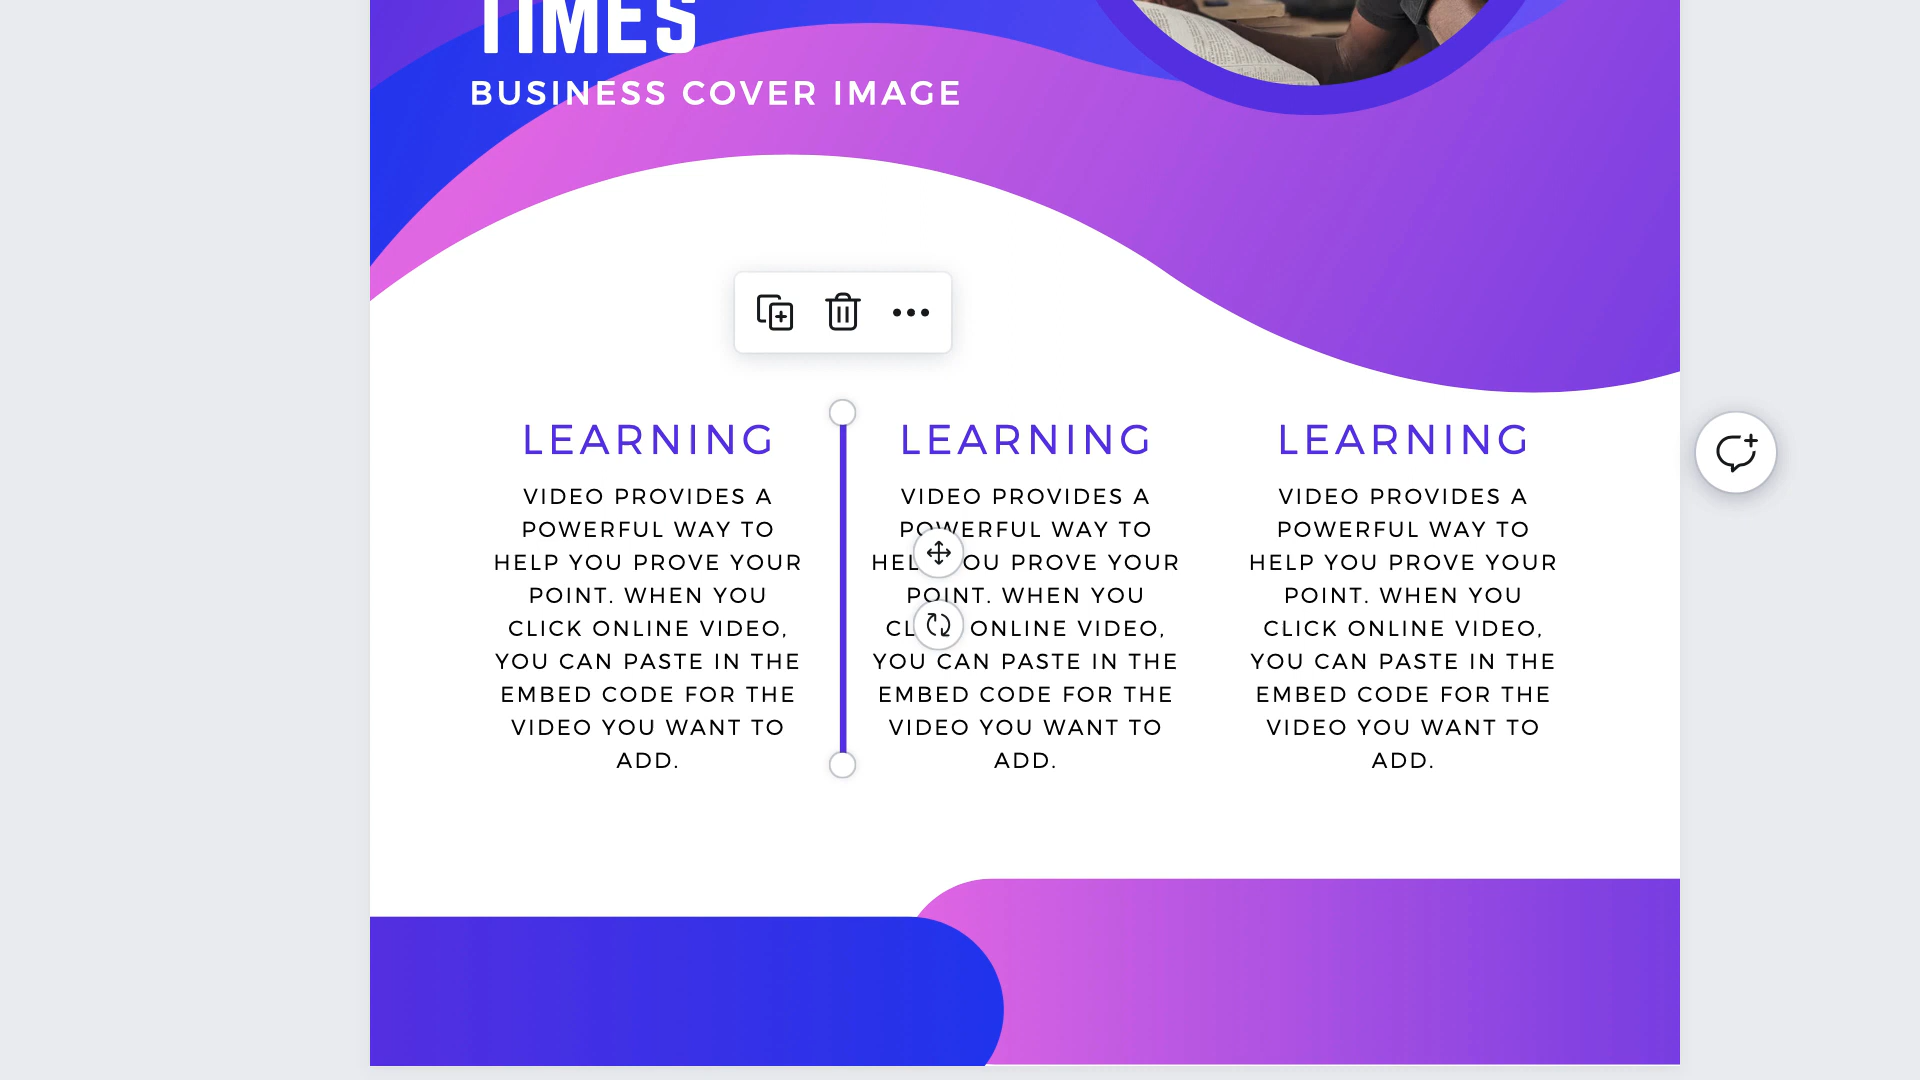 TIMES
BUSINESS COVER IMAGE
LEARNING
VIDEO PROVIDES A
POWERFUL WAY TO
HELP YOU PROVE YOUR
POINT. WHEN YOU
CLICK ONLINE VIDEO,
YOU CAN PASTE IN THE
EMBED CODE FOR THE
VIDEO YOU WANT TO
ADD.
LEARNING
VIDEO PROVIDES A
POWERFUL WAY TO
HELP YOU PROVE YOUR
POINT. WHEN YOU
CLICK ONLINE VIDEO,
YOU CAN PASTE IN THE
EMBED CODE FOR THE
VIDEO YOU WANT TO
ADD.
LEARNING
VIDEO PROVIDES A
POWERFUL WAY TO
HELP YOU PROVE YOUR
POINT. WHEN YOU
CLICK ONLINE VIDEO,
YOU CAN PASTE IN THE
EMBED CODE FOR THE
VIDEO YOU WANT TO
ADD.